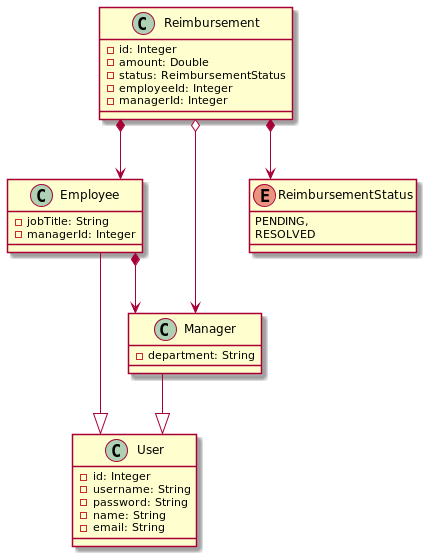 C Reimbursement
id: Integer
amount: Double
status: ReimbursementStatus
employeeId: Integer
managerId: Integer
C Employee
jobTitle: String
managerId: Integer
E ReimbursementStatus
PENDING,
RESOLVED
C Manager
department: String
C User
id: Integer
username: String
password: String
name: String
email: String